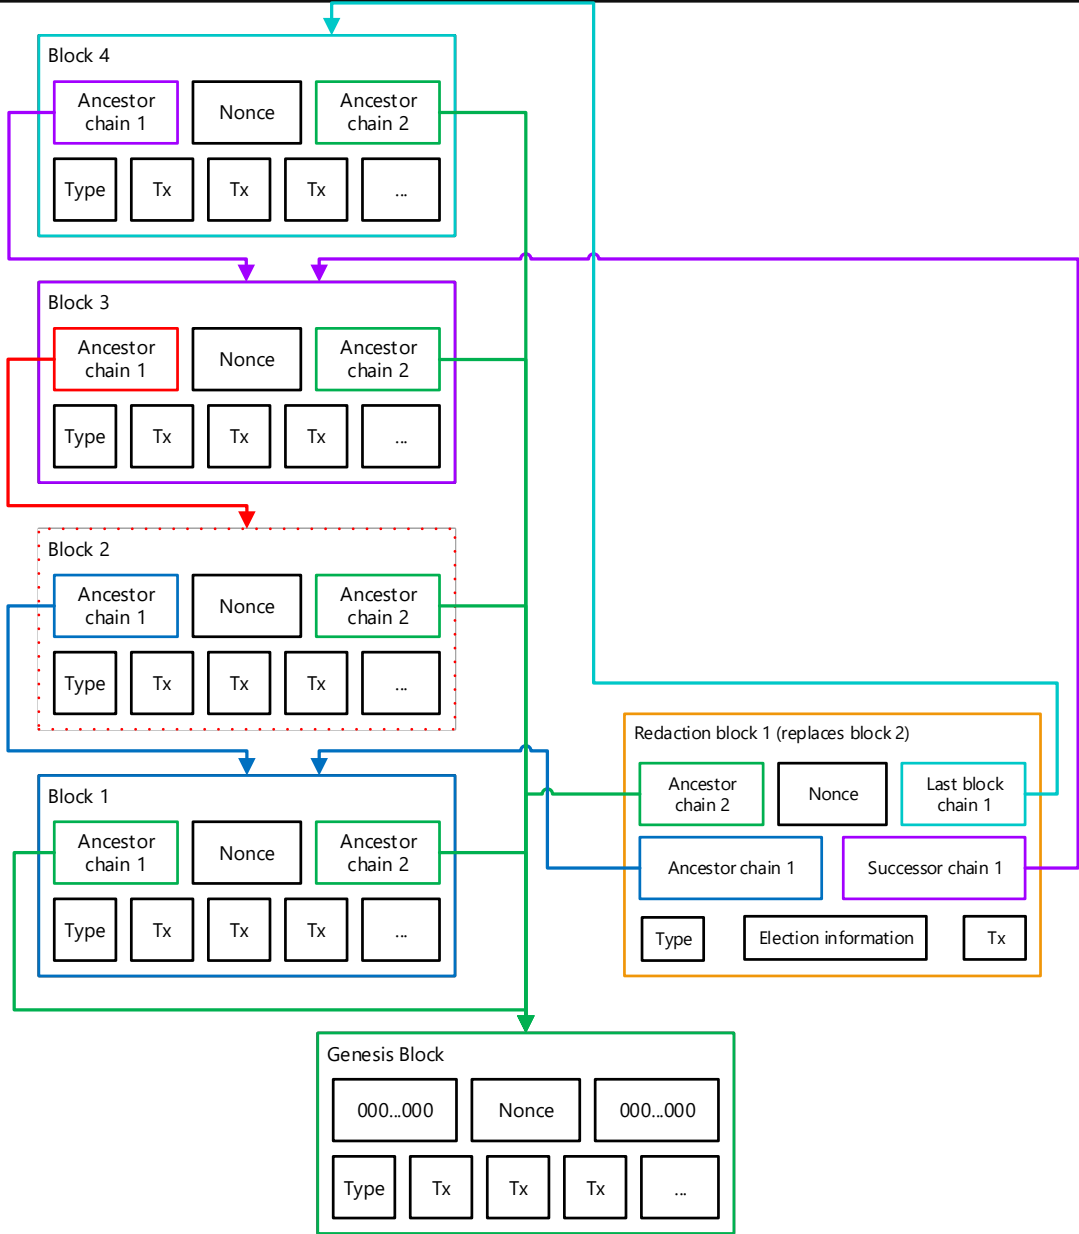 Block 4
Ancestor
chain 1
Nonce
Ancestor
chain 2
Type
Tx
Tx
Tx
...
Block 3
Ancestor
chain 1
Nonce
Ancestor
chain 2
Type
Tx
Tx
Tx
...
Block 2
Ancestor
chain 1
Nonce
Ancestor
chain 2
Type
Tx
Tx
Tx
...
Block 1
Ancestor
chain 1
Nonce
Ancestor
chain 2
Type
Tx
Tx
Tx
...
Redaction block 1 (replaces block 2)
Ancestor
chain 2
Nonce
Last block
chain 1
Ancestor chain 1
Successor chain 1
Type
Election information
Tx
Genesis Block
000...000
Nonce
000...000
Type
Tx
Tx
Tx
...